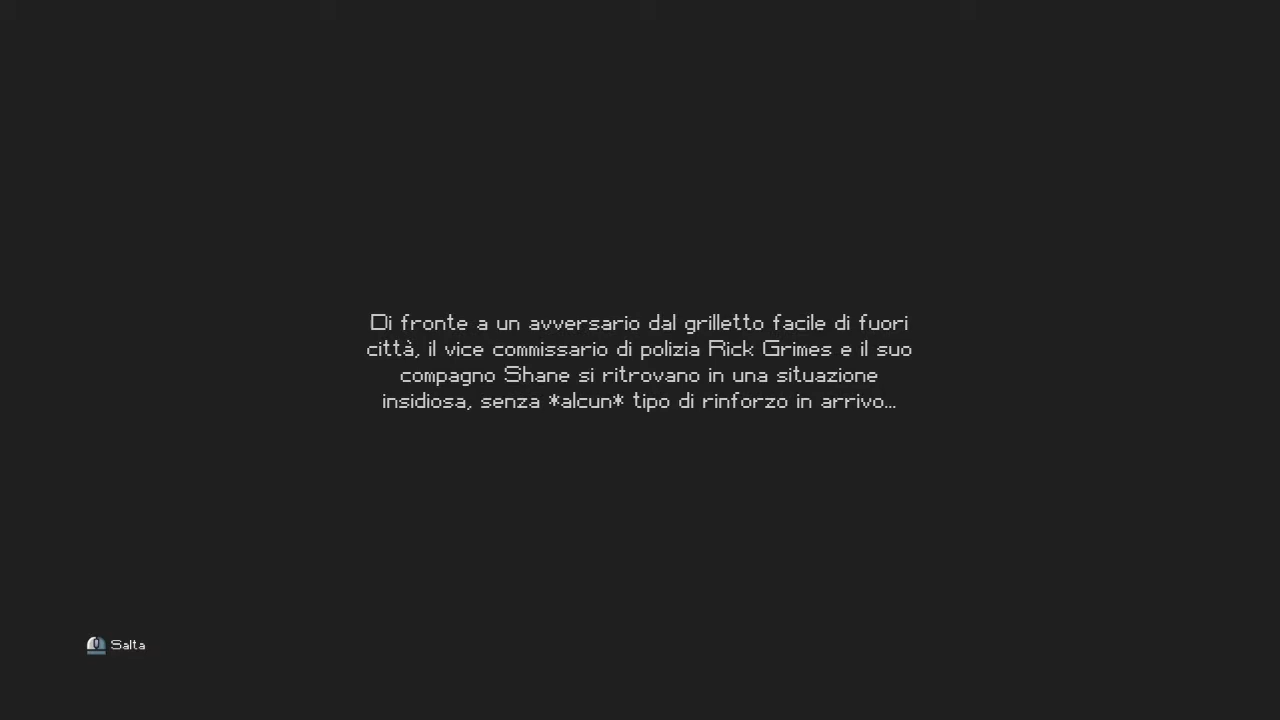 Di fronte a un avversario dal grilletto facile di fuori
città, il vice commissario di polizia Rick Grimes e il suo
compagno Shane si ritrovano in una situazione
insidiosa, senza *alcun* tipo di rinforzo in arrivo...
Salta